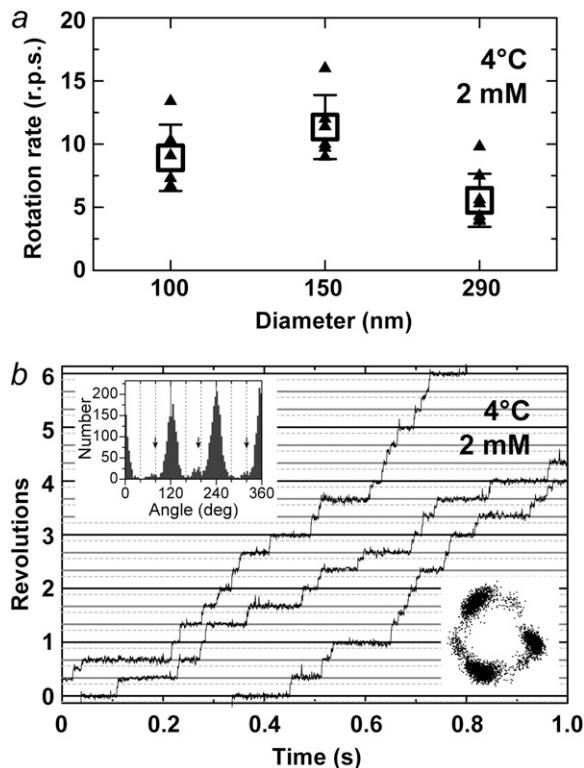 a
20
15
10
5
0
Rotation rate (r.p.s.)
4°C
2 mM
100
150
290
Diameter (nm)
b
6
5
4
3
2
1
0
Revolutions
200
150
100
50
0
Number
0
120
240
360
Angle (deg)
4°C
2 mM
0
0.2
0.4
0.6
0.8
1.0
Time (s)